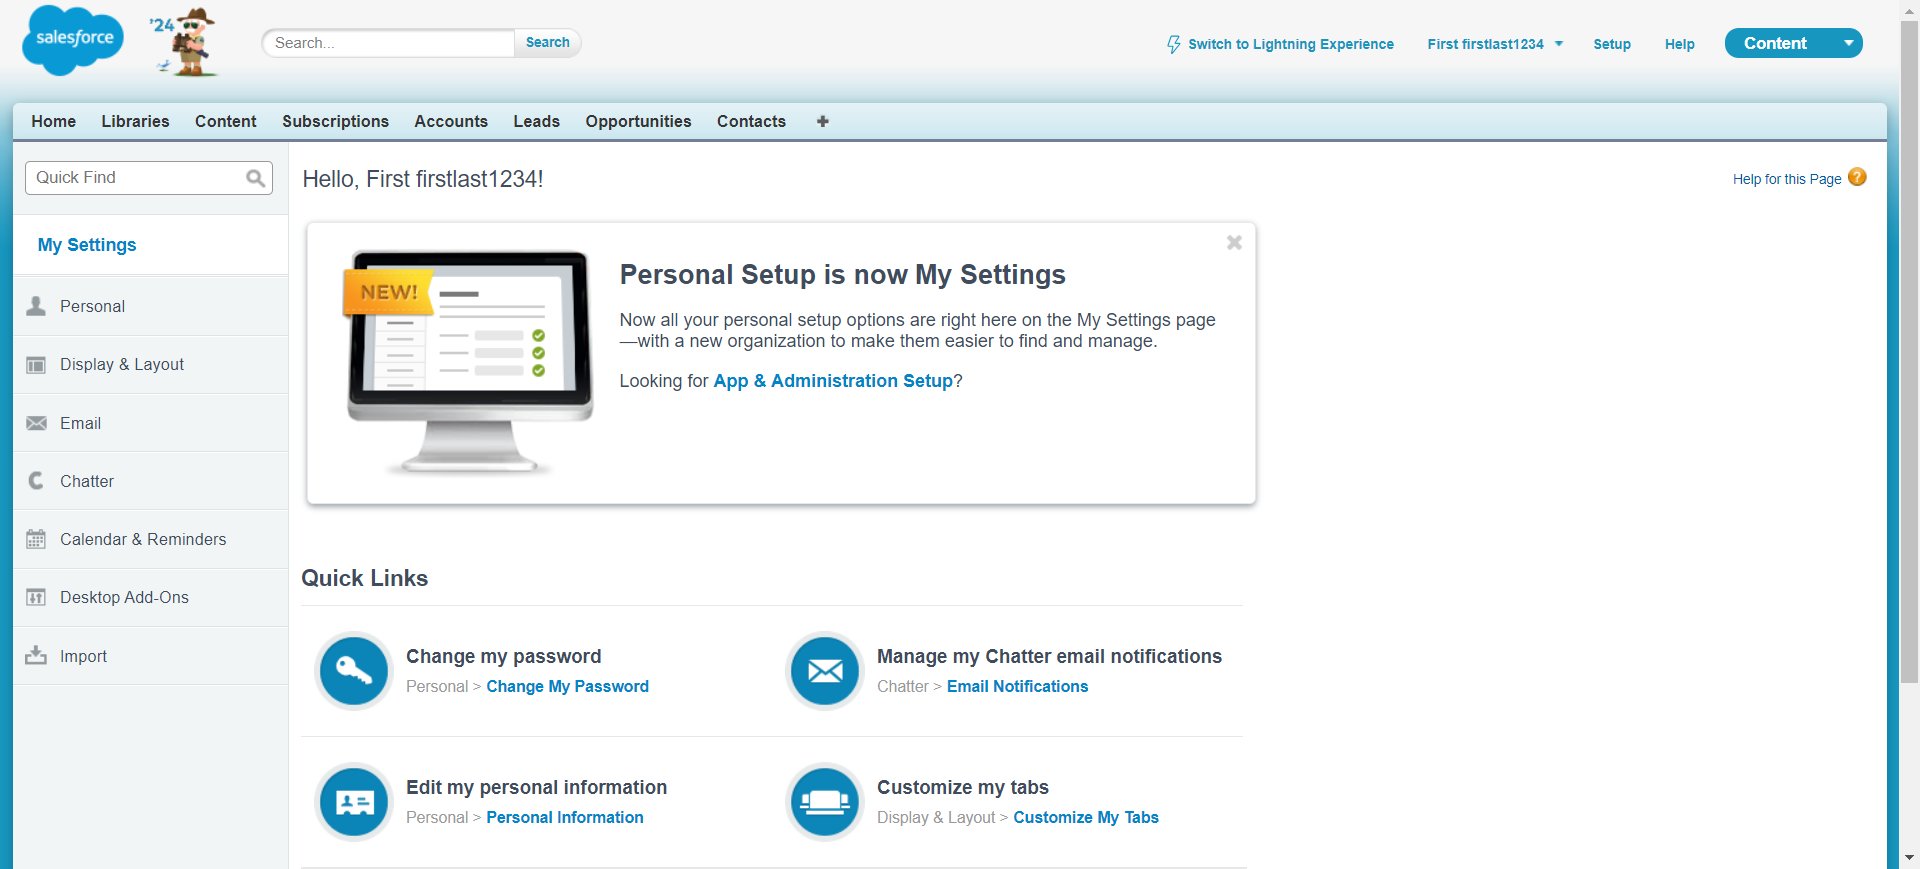 salesforce
'24
Search...
Search
Switch to Lightning Experience
First firstlast1234
Setup
Help
Content
Home
Libraries
Content
Subscriptions
Accounts
Leads
Opportunities
Contacts
Quick Find
My Settings
Personal
Display & Layout
Email
Chatter
Calendar & Reminders
Desktop Add-Ons
Import
Hello, First firstlast1234!
Help for this Page
NEW!
Personal Setup is now My Settings
Now all your personal setup options are right here on the My Settings page
—with a new organization to make them easier to find and manage.
Looking for App & Administration Setup?
Quick Links
Change my password
Personal > Change My Password
Manage my Chatter email notifications
Chatter > Email Notifications
Edit my personal information
Personal > Personal Information
Customize my tabs
Display & Layout > Customize My Tabs